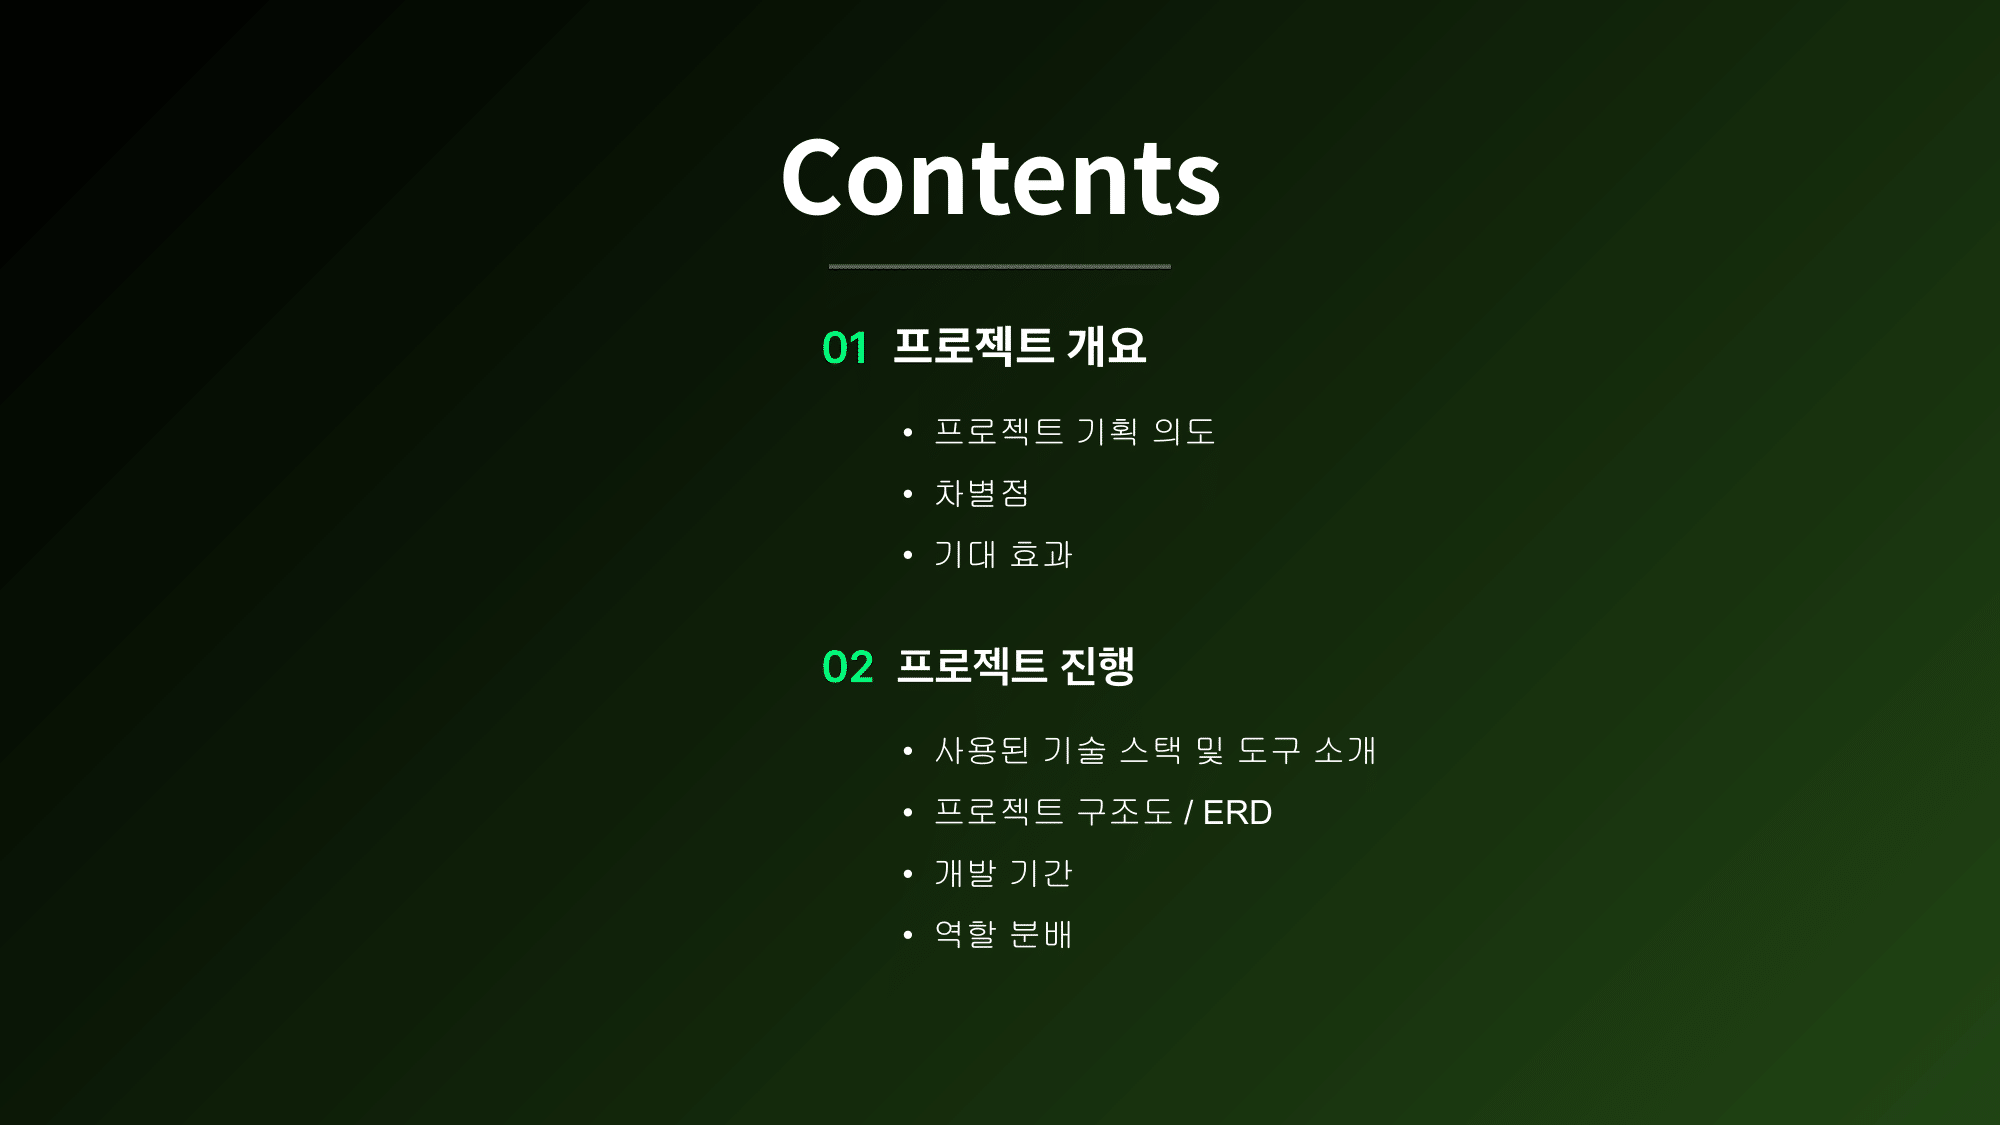 Contents
01 프로젝트 개요
• 프로젝트 기획 의도
• 차별점
• 기대 효과
02 프로젝트 진행
• 사용된 기술 스택 및 도구 소개
• 프로젝트 구조도 / ERD
• 개발 기간
• 역할 분배